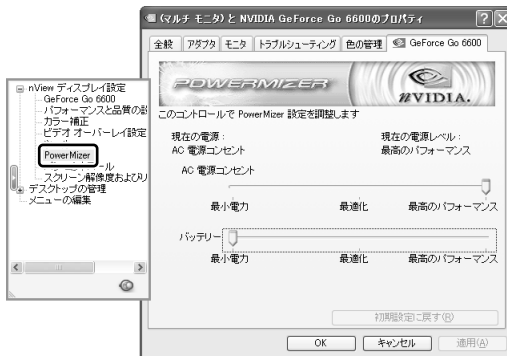 (マルチ モニタ) と NVIDIA GeForce Go 6600のプロパティ
全般 アダプタ モニタ トラブルシューティング 色の管理 GeForce Go 6600
POWERMIZER
NVIDIA.
このコントロールで PowerMizer 設定を調整します
現在の電源 :
AC 電源コンセント
現在の電源レベル :
最高のパフォーマンス
AC 電源コンセント
最小電力 最適化 最高のパフォーマンス
バッテリー
最小電力 最適化 最高のパフォーマンス
初期設定に戻す(R)
OK キャンセル 適用(A)
nView ディスプレイ設定
GeForce Go 6600
パフォーマンスと品質の
カラー補正
ビデオ オーバーレイ設定
PowerMizer
ール
スクリーン解像度および
デスクトップの管理
メニューの編集